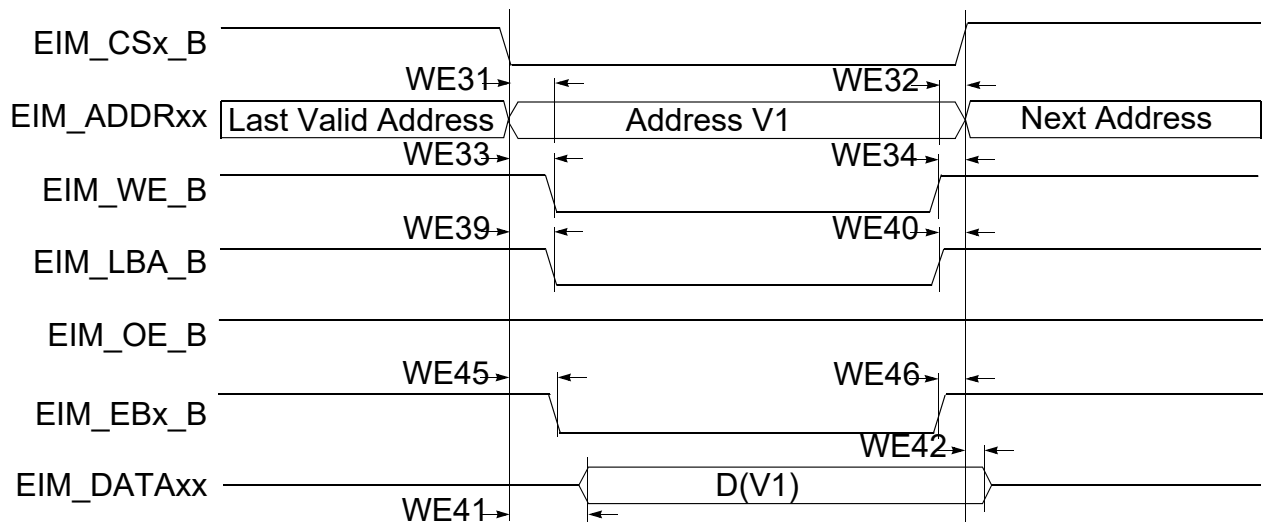 EIM_CSx_B
WE31 WE32
EIM_ADDRxx Last Valid Address Address V1 Next Address
WE33 WE34
EIM_WE_B
WE39 WE40
EIM_LBA_B
EIM_OE_B
WE45 WE46
EIM_EBx_B
WE42
EIM_DATAxx D(V1)
WE41